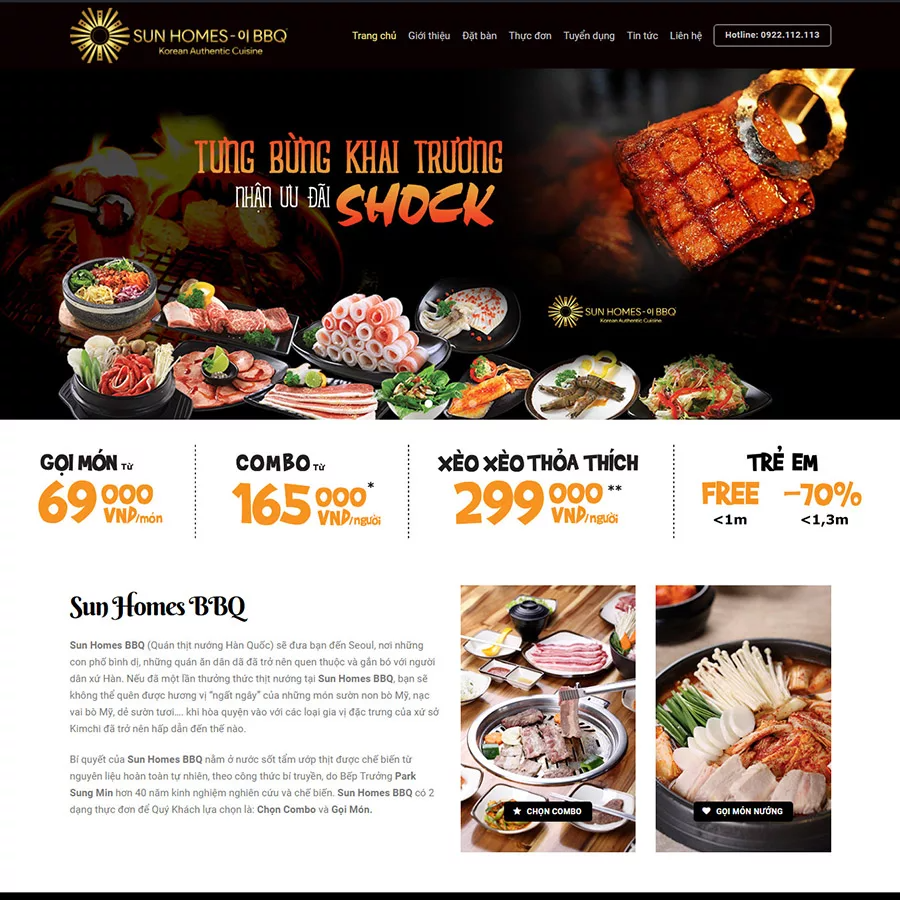 SUN HOMES - 이 BBQ
Korean Authentic Cuisine
Trang chủ Giới thiệu Đặt bàn Thực đơn Tuyển dụng Tin tức Liên hệ Hotline: 0922.112.113
TƯNG BỪNG KHAI TRƯƠNG
NHẬN ƯU ĐÃI SHOCK
SUN HOMES - 이 BBQ
Korean Authentic Cuisine
GỌI MÓN TỪ
69 000 VNĐ/món
COMBO TỪ
165 000* VNĐ/người
XÈO XÈO THỎA THÍCH
299 000** VNĐ/người
TRẺ EM
FREE -70%
<1m <1,3m
Sun Homes BBQ
Sun Homes BBQ (Quán thịt nướng Hàn Quốc) sẽ đưa bạn đến Seoul, nơi những
con phố bình dị, những quán ăn dân dã đã trở nên quen thuộc và gắn bó với người
dân xứ Hàn. Nếu đã một lần thưởng thức thịt nướng tại Sun Homes BBQ, bạn sẽ
không thể quên được hương vị “ngất ngây” của những món sườn non bò Mỹ, nạc
vai bò Mỹ, dẻ sườn tươi.... khi hòa quyện vào với các loại gia vị đặc trưng của xứ sở
Kimchi đã trở nên hấp dẫn đến thế nào.
Bí quyết của Sun Homes BBQ nằm ở nước sốt tẩm ướp thịt được chế biến từ
nguyên liệu hoàn toàn tự nhiên, theo công thức bí truyền, do Bếp Trưởng Park
Sung Min hơn 40 năm kinh nghiệm nghiên cứu và chế biến. Sun Homes BBQ có 2
dạng thực đơn để Quý Khách lựa chọn là: Chọn Combo và Gọi Món.
CHỌN COMBO
GỌI MÓN NƯỚNG